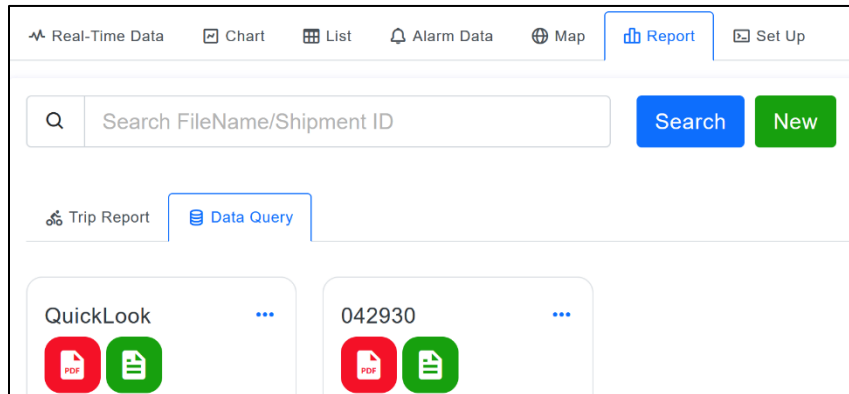 Real-Time Data Chart List Alarm Data Map Report Set Up
Search FileName/Shipment ID Search New
Trip Report Data Query
QuickLook ••• 042930 •••
PDF PDF